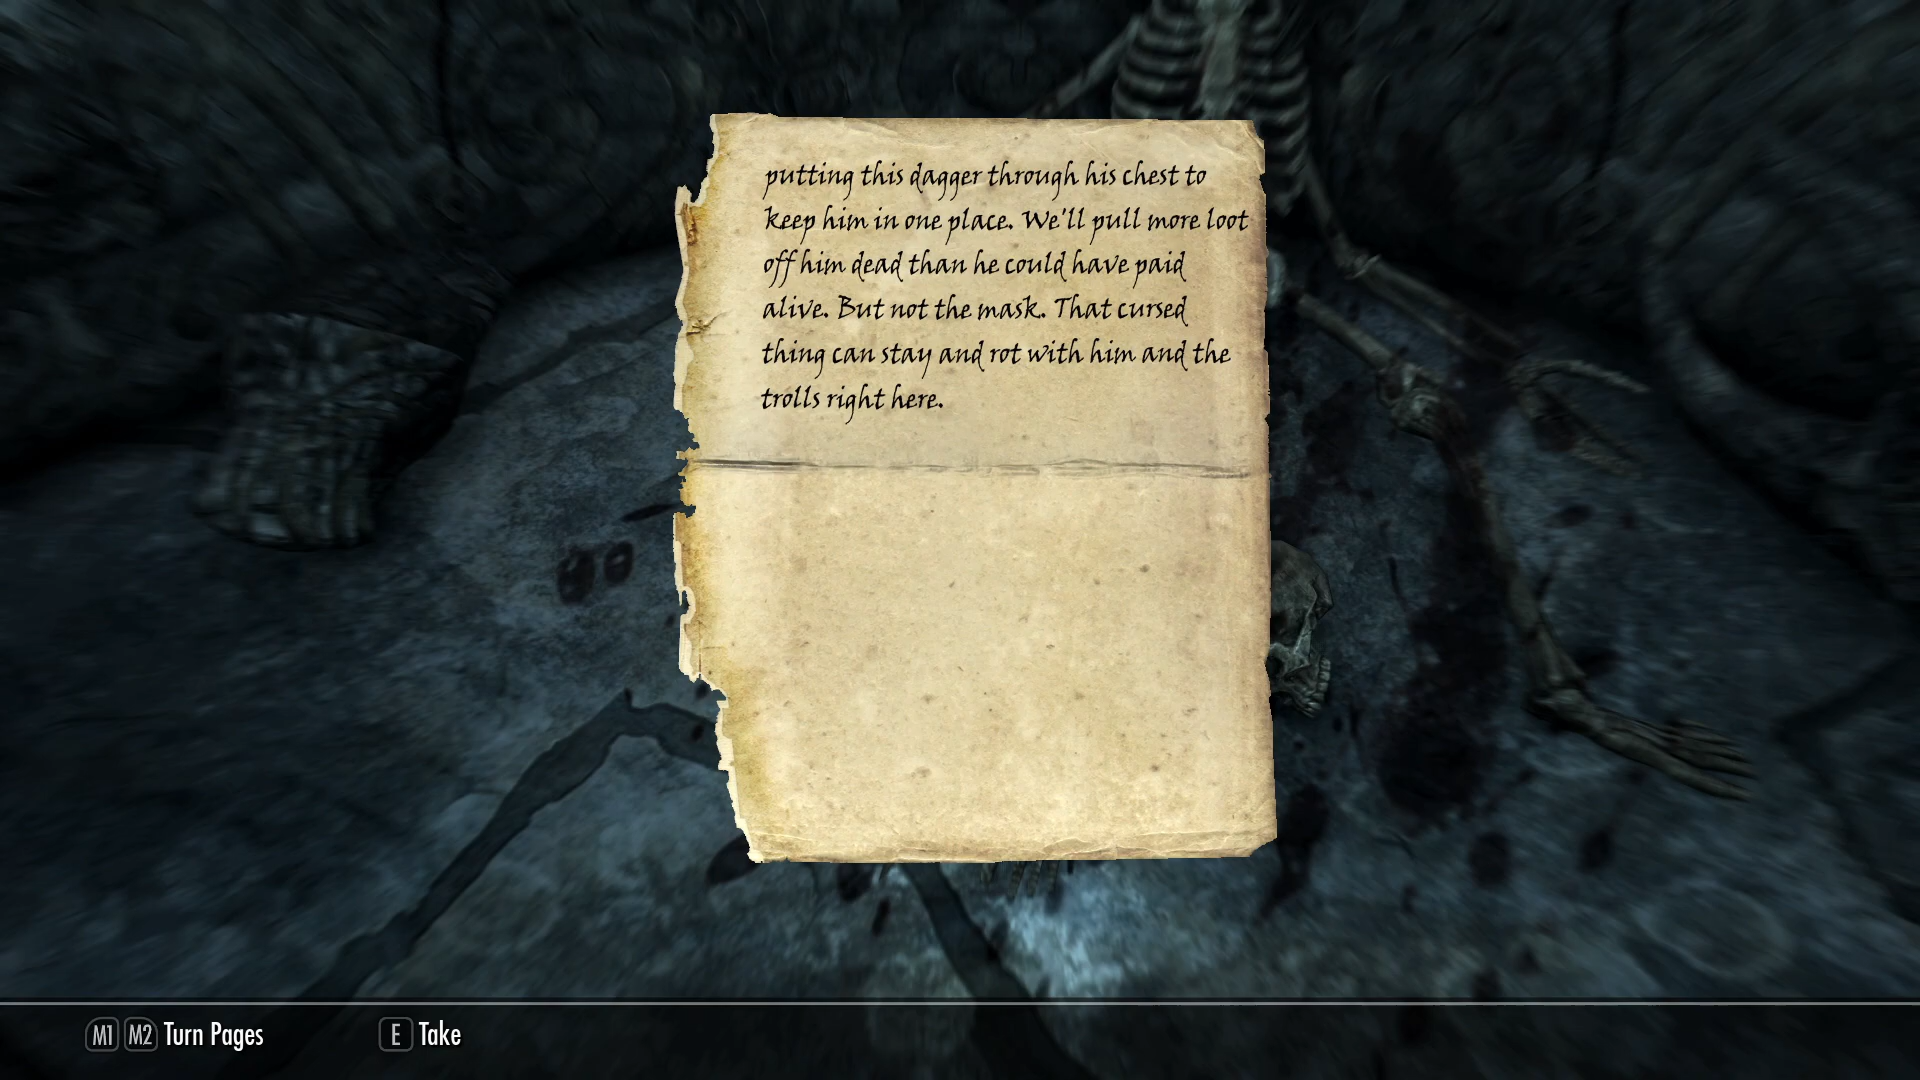 putting this dagger through his chest to
keep him in one place. We'll pull more loot
off him dead than he could have paid
alive. But not the mask. That cursed
thing can stay and rot with him and the
trolls right here.
M1 M2 Turn Pages
E Take